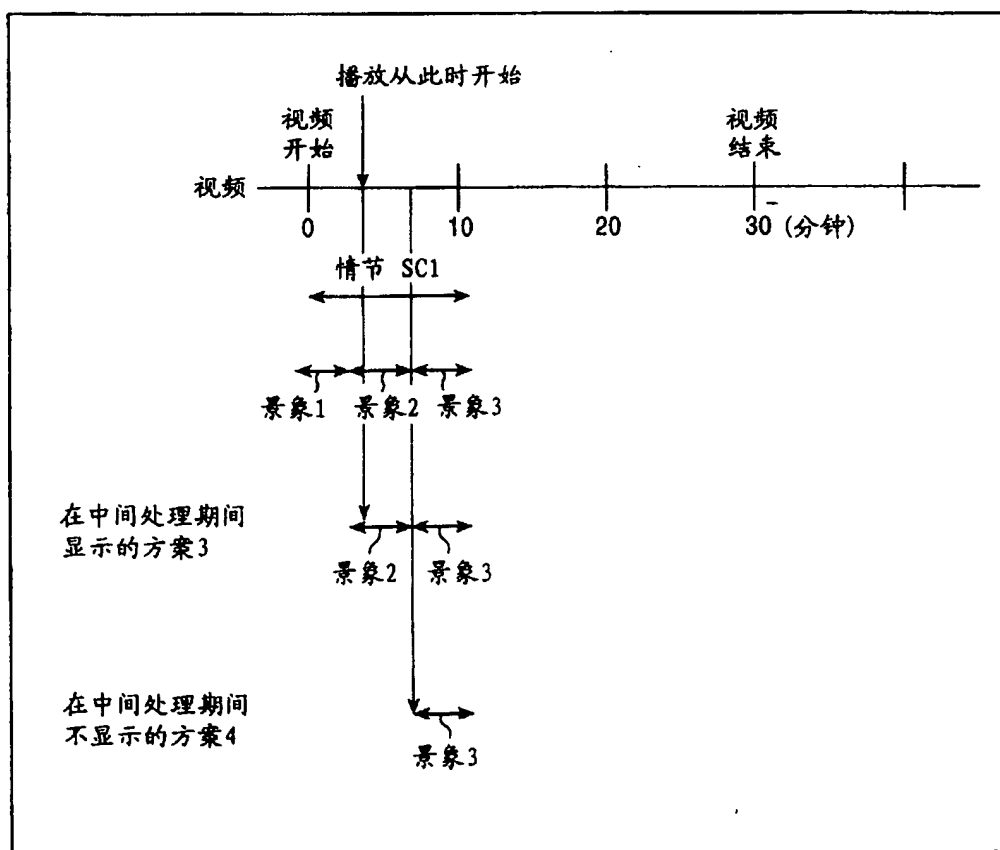 播放从此时开始
视频
开始
视频
结束
视频
0
10
20
30 (分钟)
情节 SC1
景象1
景象2
景象3
在中间处理期间
显示的方案3
景象2
景象3
在中间处理期间
不显示的方案4
景象3